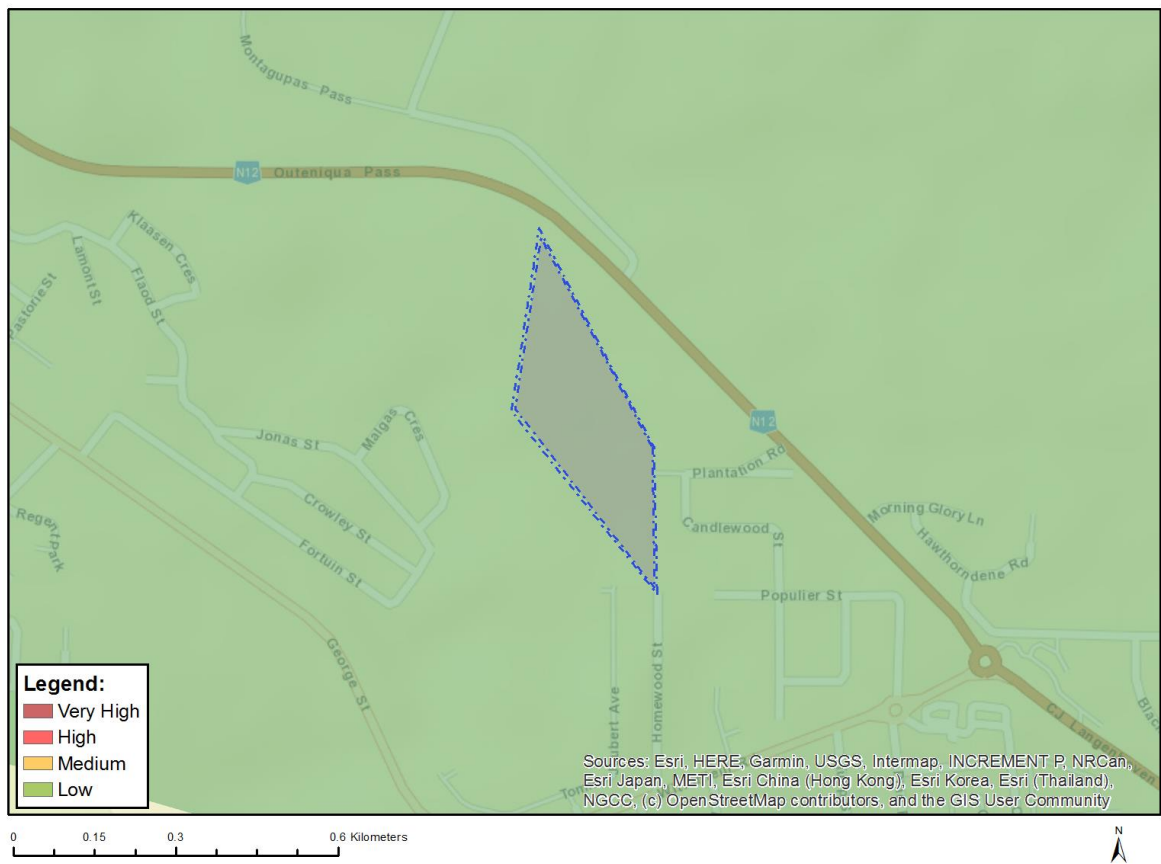 Montagupas Pass
N12
Outeniqua Pass
Klaasen Cres
Lamont St
Flaod St
Pastorie St
Malgas Cres
Jonas St
N12
Plantation Rd
Crowley St
Candlewood St
Morning Glory Ln
Hawthorndene Rd
Regent Park
Fortuin St
Populier St
George St
Homewood St
CJ Langenhoven
Legend:
Very High
High
Medium
Low
Sources: Esri, HERE, Garmin, USGS, Intermap, INCREMENT P, NRCan,
Esri Japan, METI, Esri China (Hong Kong), Esri Korea, Esri (Thailand),
NGCC, (c) OpenStreetMap contributors, and the GIS User Community
0 0.15 0.3 0.6 Kilometers
N